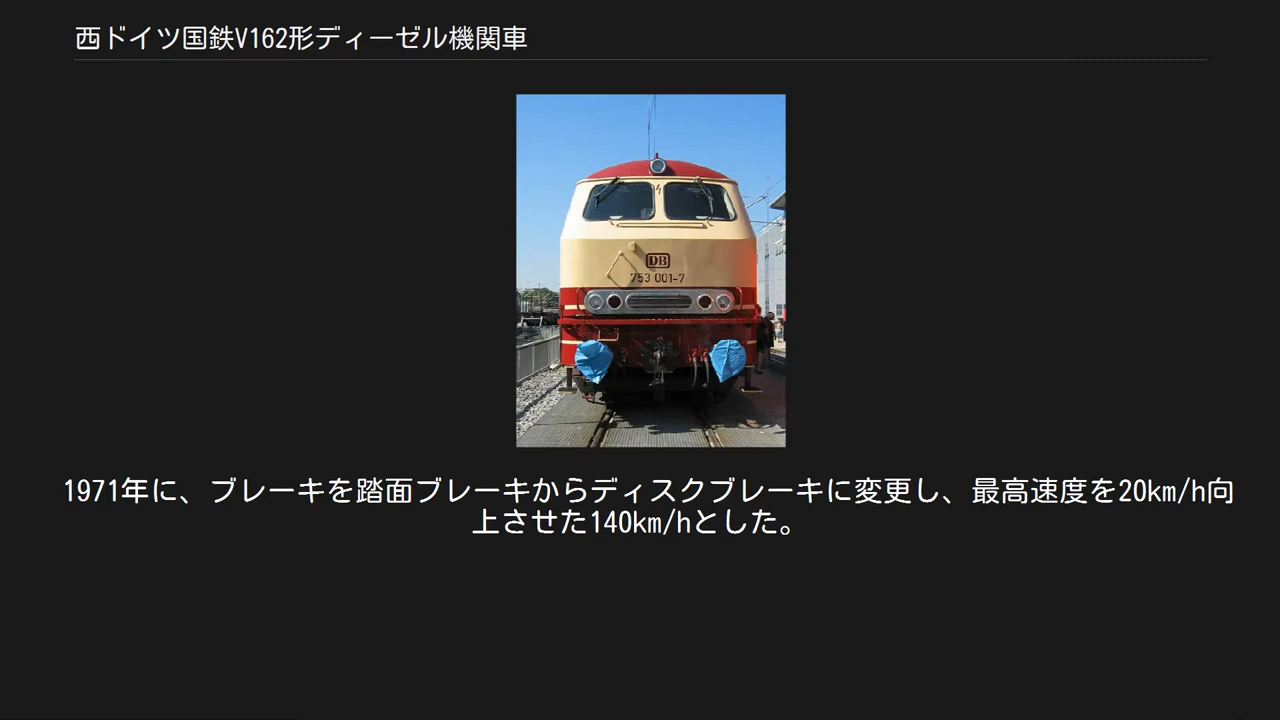 西ドイツ国鉄V162形ディーゼル機関車
DB
753 001-7
1971年に、ブレーキを踏面ブレーキからディスクブレーキに変更し、最高速度を20km/h向
上させた140km/hとした。